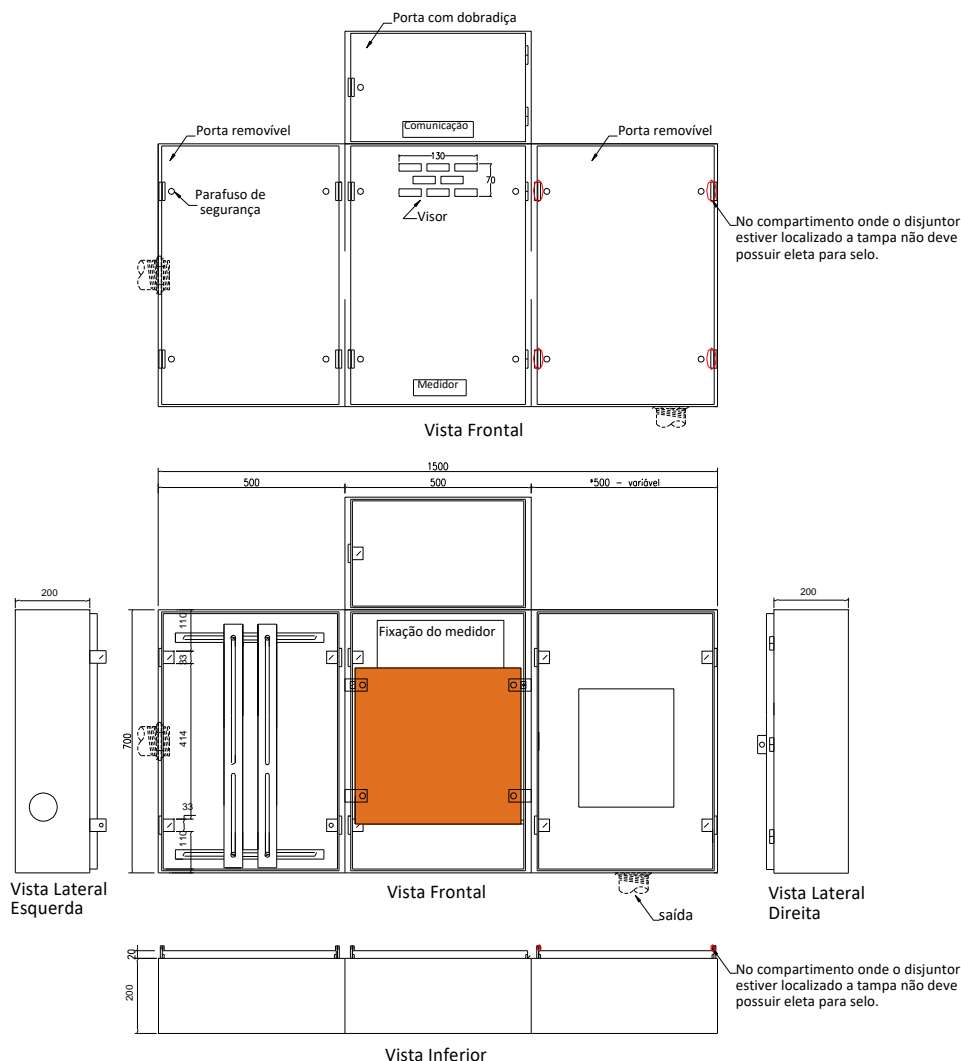 Porta com dobradiça
Comunicação
Porta removível
Porta removível
130
70
Parafuso de
segurança
Visor
No compartimento onde o disjuntor
estiver localizado a tampa não deve
possuir eleta para selo.
Medidor
Vista Frontal
1500
500
500
*500 - variável
200
200
110
Fixação do medidor
33
700
414
33
110
Vista Lateral
Esquerda
Vista Frontal
saída
Vista Lateral
Direita
20
200
No compartimento onde o disjuntor
estiver localizado a tampa não deve
possuir eleta para selo.
Vista Inferior